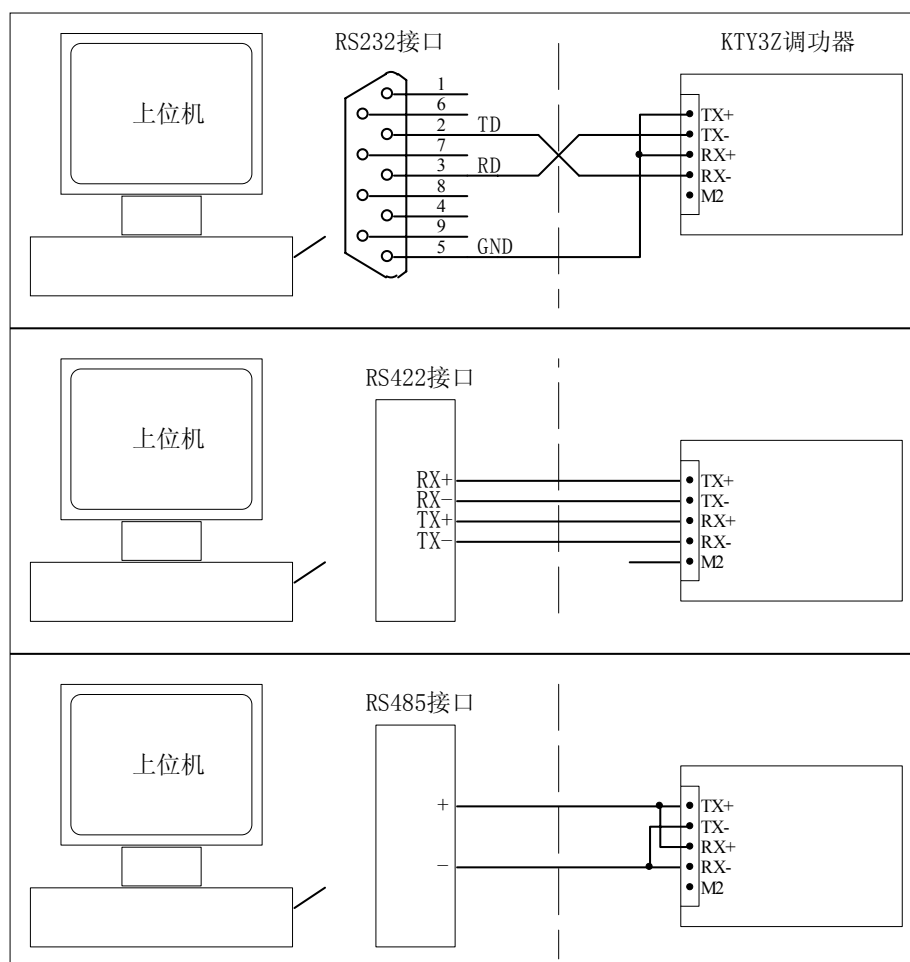 RS232接口
KTY3Z调功器
上位机
1
6
2
TD
7
3
RD
8
4
9
5
GND
TX+
TX-
RX+
RX-
M2
RS422接口
上位机
RX+
RX−
TX+
TX−
TX+
TX-
RX+
RX-
M2
RS485接口
上位机
+
−
TX+
TX-
RX+
RX-
M2